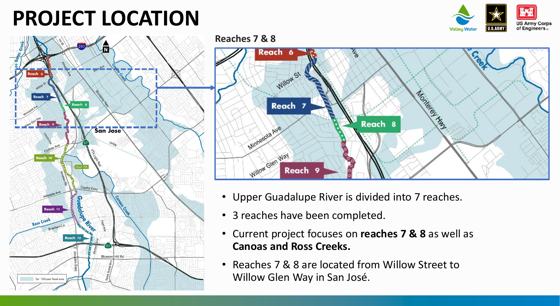 PROJECT LOCATION
Valley Water
U.S. ARMY
US Army Corps
of Engineers®
Reaches 7 & 8
Reach 6
Reach 7
Reach 8
Reach 9
San Jose
Guadalupe River
Ross Creek
Reach 6
Willow St
Ave
Creek
Reach 7
Reach 8
Monterey Hwy
Minnesota Ave
Willow Glen Way
Reach 9
• Upper Guadalupe River is divided into 7 reaches.
• 3 reaches have been completed.
• Current project focuses on reaches 7 & 8 as well as
Canoas and Ross Creeks.
• Reaches 7 & 8 are located from Willow Street to
Willow Glen Way in San José.